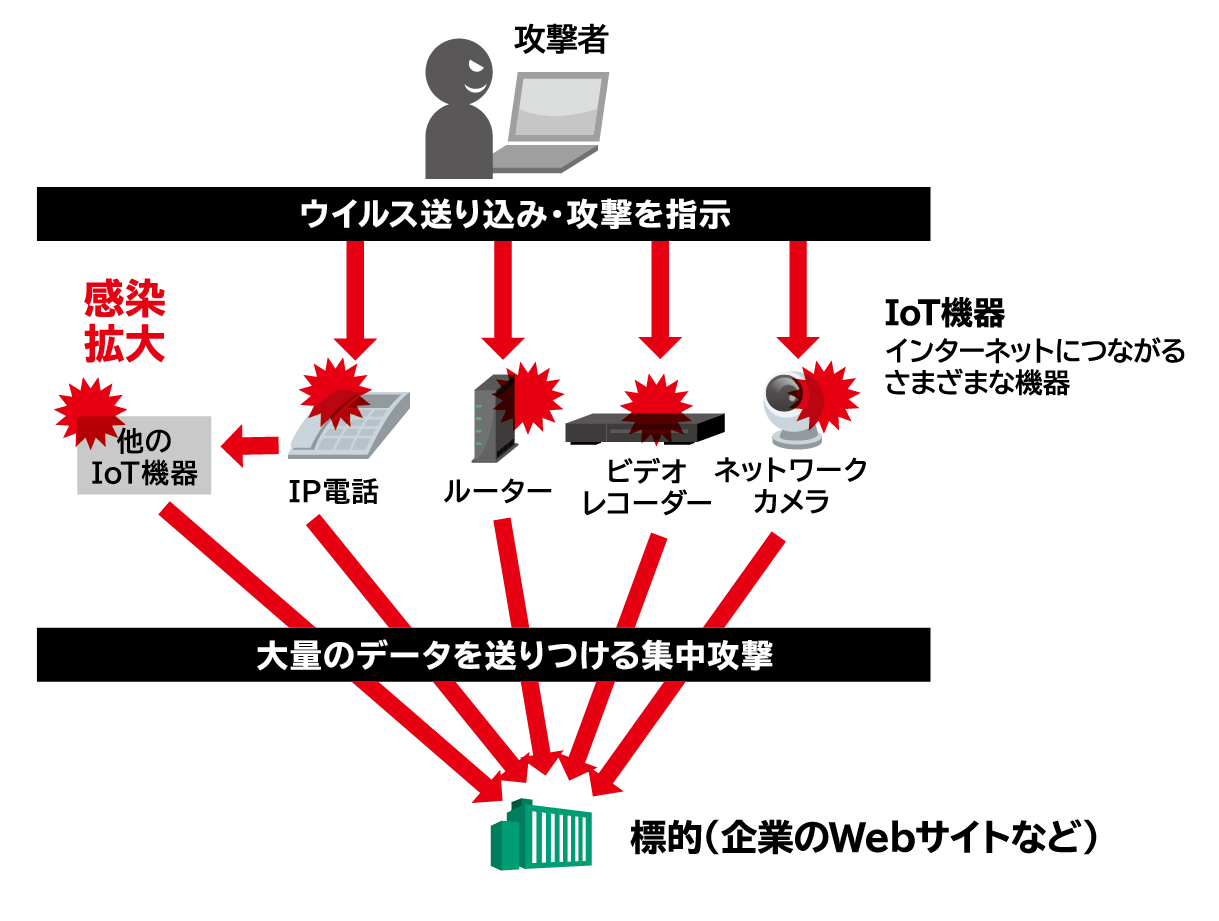 攻撃者
ウイルス送り込み・攻撃を指示
感染
拡大
IoT機器
インターネットにつながる
さまざまな機器
他の
IoT機器
IP電話
ルーター
ビデオ
レコーダー
ネットワーク
カメラ
大量のデータを送りつける集中攻撃
標的（企業のWebサイトなど）